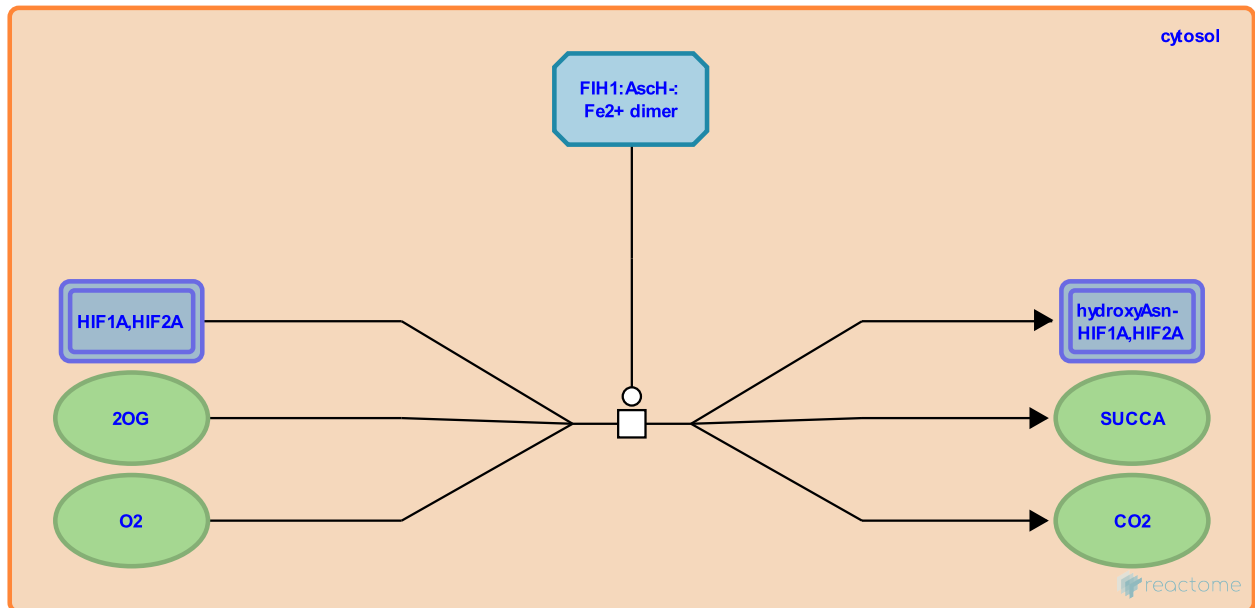 cytosol
FIH1:AscH-:
Fe2+ dimer
HIF1A,HIF2A
hydroxyAsn-
HIF1A,HIF2A
2OG
SUCCA
O2
CO2
reactome